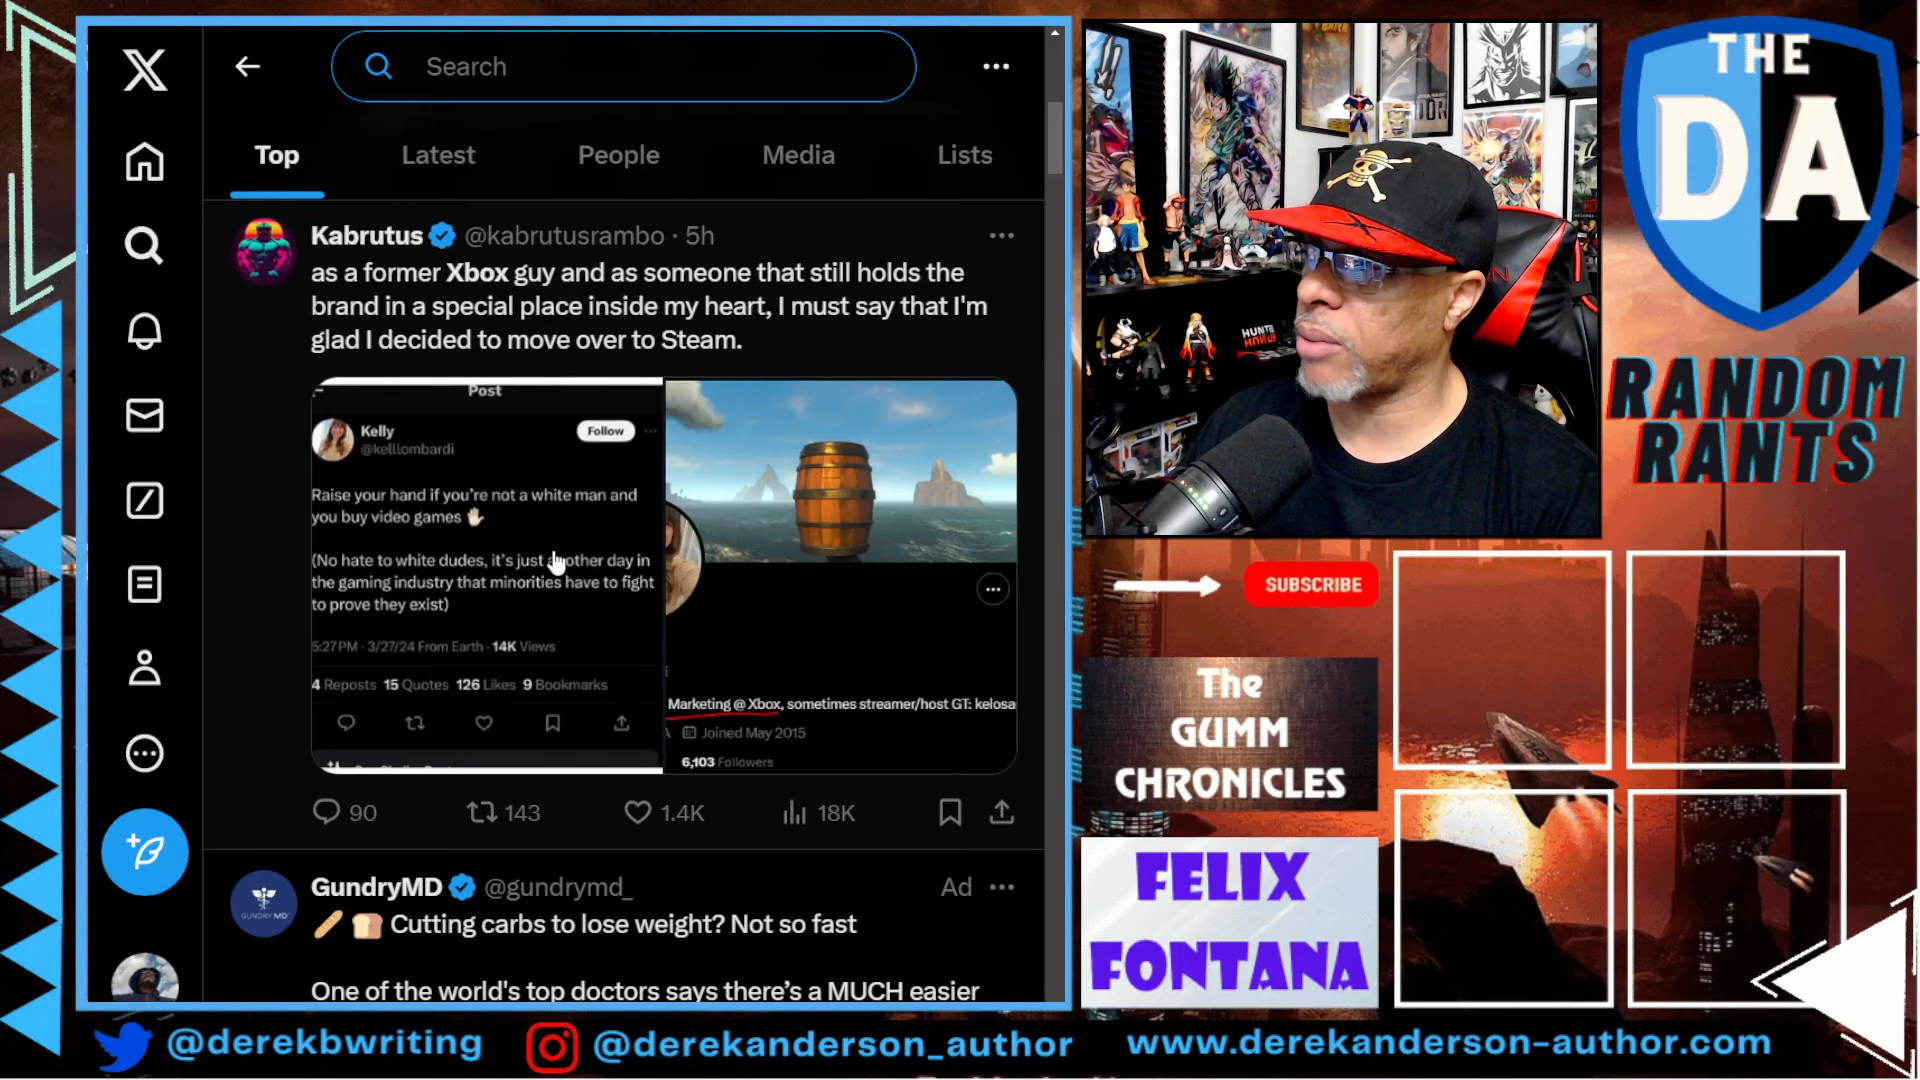 Search
Top
Latest
People
Media
Lists
Kabrutus @kabrutusrambo · 5h
as a former Xbox guy and as someone that still holds the
brand in a special place inside my heart, I must say that I'm
glad I decided to move over to Steam.
Post
Kelly
@kelllombardi
Follow
Raise your hand if you're not a white man and
you buy video games
(No hate to white dudes, it's just another day in
the gaming industry that minorities have to fight
to prove they exist)
5:27 PM · 3/27/24 From Earth · 14K Views
4 Reposts 15 Quotes 126 Likes 9 Bookmarks
Marketing @ Xbox, sometimes streamer/host GT: kelosa
Joined May 2015
6,103 Followers
90
143
1.4K
18K
GundryMD @gundrymd_
Ad
GUNDRY MD
Cutting carbs to lose weight? Not so fast
One of the world's top doctors says there's a MUCH easier
THE
DA
RANDOM
RANTS
SUBSCRIBE
The
GUMM
CHRONICLES
FELIX
FONTANA
@derekbwriting
@derekanderson_author
www.derekanderson-author.com